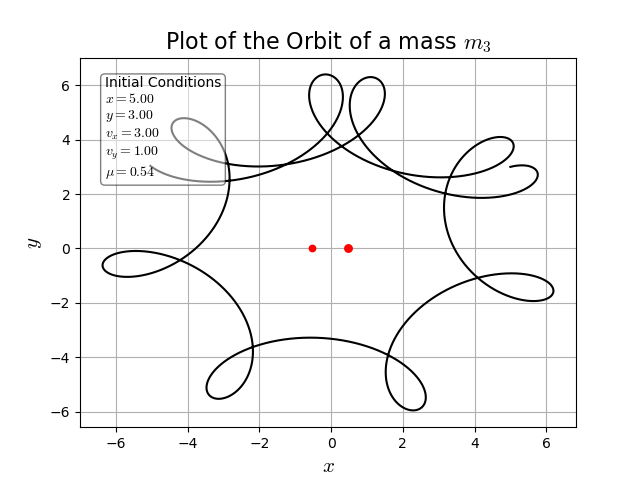 Plot of the Orbit of a mass m₃
Initial Conditions
x = 5.00
y = 3.00
vₓ = 3.00
v_y = 1.00
μ = 0.54
6
4
2
0
−2
−4
−6
y
−6
−4
−2
0
2
4
6
x